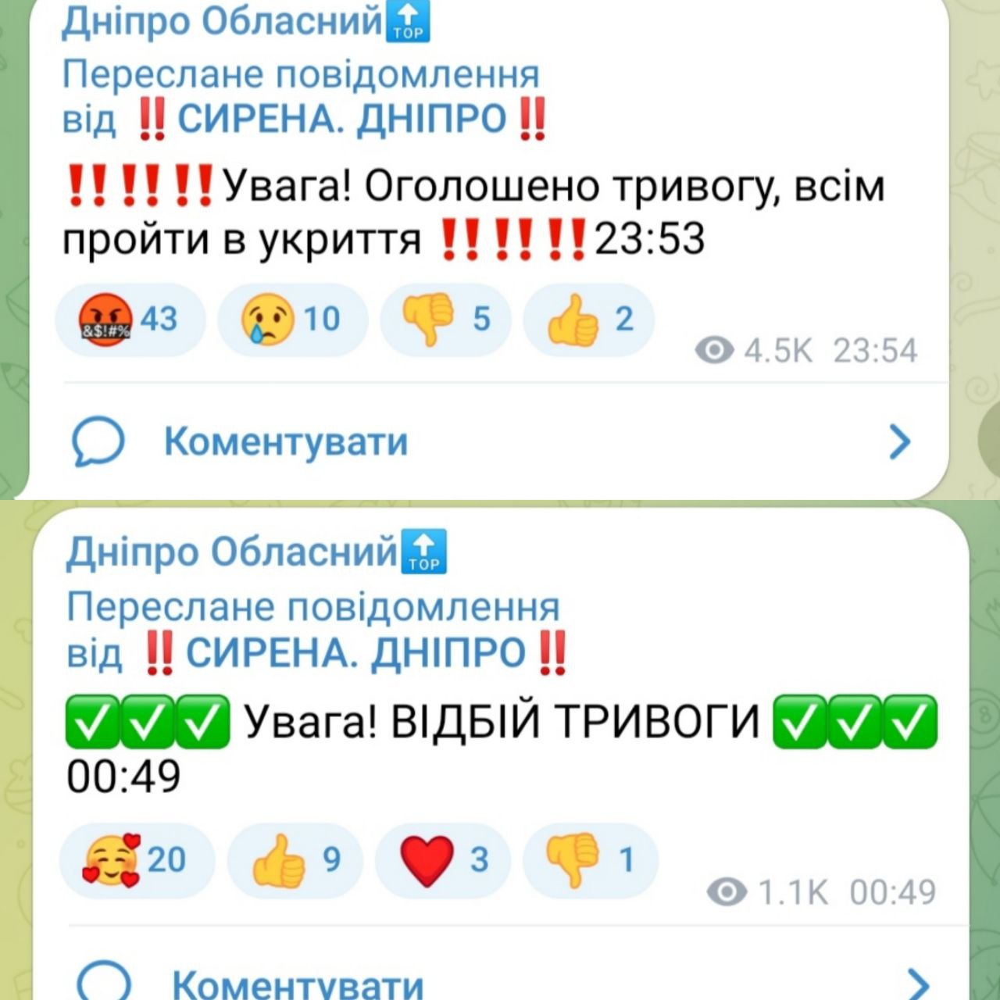 Дніпро Обласний🔝
Переслане повідомлення
від ‼️СИРЕНА. ДНІПРО‼️
‼️‼️‼️Увага! Оголошено тривогу, всім
пройти в укриття ‼️‼️‼️23:53
43 10 5 2
4.5K 23:54
Коментувати
Дніпро Обласний🔝
Переслане повідомлення
від ‼️СИРЕНА. ДНІПРО‼️
✅✅✅ Увага! ВІДБІЙ ТРИВОГИ ✅✅✅
00:49
20 9 3 1
1.1K 00:49
Коментувати